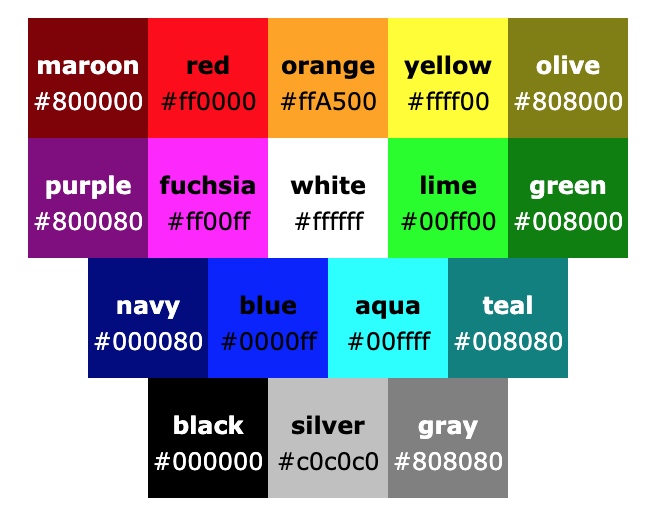 maroon red orange yellow olive
#800000 #ff0000 #ffA500 #ffff00 #808000
purple fuchsia white lime green
#800080 #ff00ff #ffffff #00ff00 #008000
navy blue aqua teal
#000080 #0000ff #00ffff #008080
black silver gray
#000000 #c0c0c0 #808080